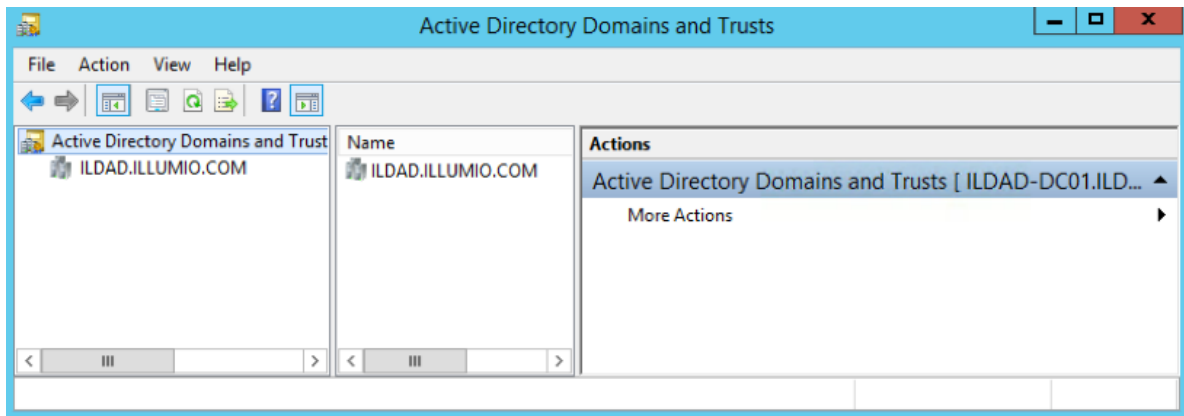 Active Directory Domains and Trusts
File Action View Help
Active Directory Domains and Trust
ILDAD.ILLUMIO.COM
Name
ILDAD.ILLUMIO.COM
Actions
Active Directory Domains and Trusts [ ILDAD-DC01.ILD...
More Actions